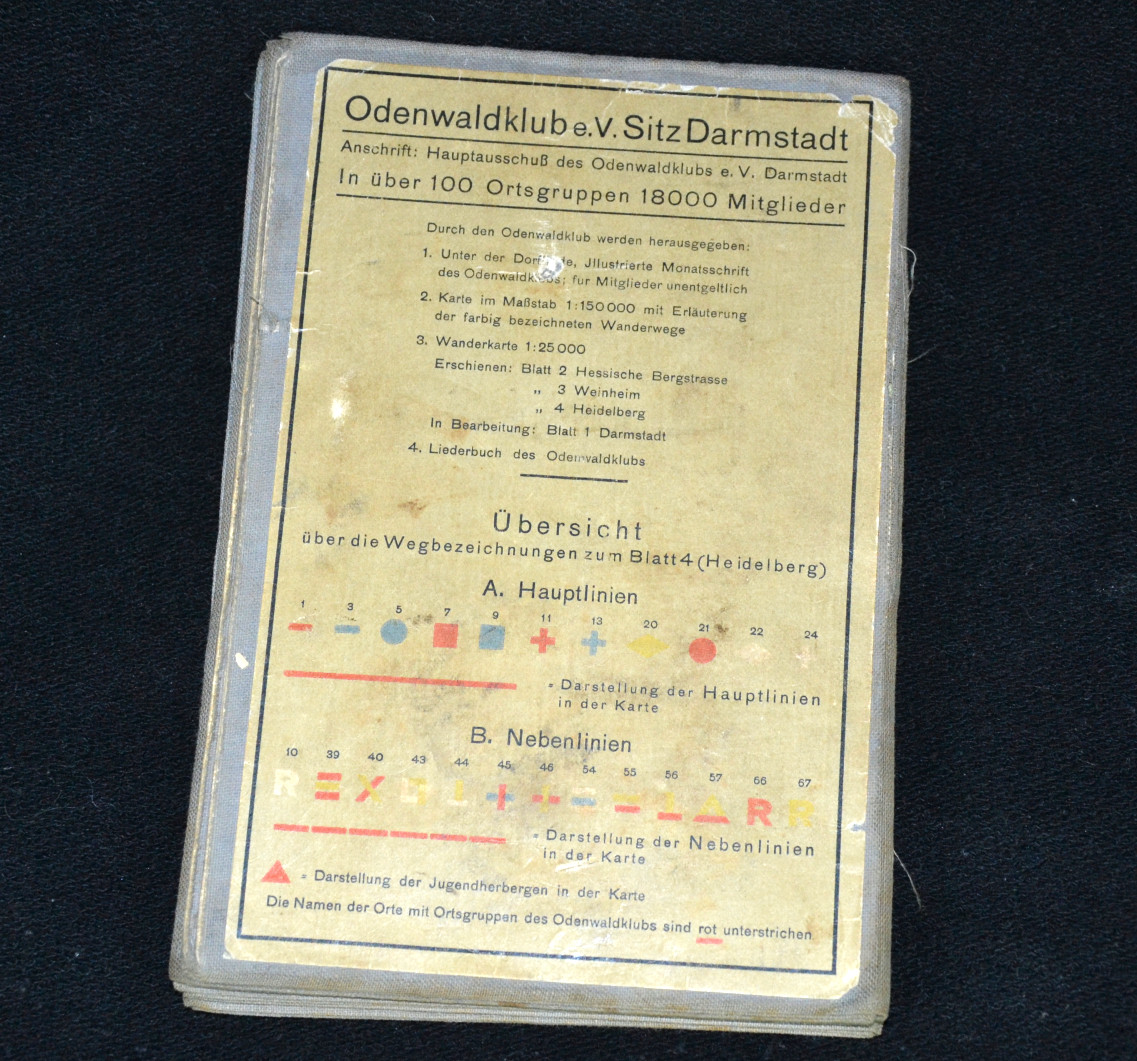 Odenwaldklub e.V. Sitz Darmstadt
Anschrift: Hauptausschuß des Odenwaldklubs e. V. Darmstadt
In über 100 Ortsgruppen 18000 Mitglieder
Durch den Odenwaldklub werden herausgegeben:
1. Unter der Jllustrierte Monatsschrift
des Odenwaldklubs; für Mitglieder unentgeltlich
2. Karte im Maßstab 1:150000 mit Erläuterung
der farbig bezeichneten Wanderwege
3. Wanderkarte 1:25000
Erschienen: Blatt 2 Hessische Bergstrasse
„ 3 Weinheim
„ 4 Heidelberg
In Bearbeitung: Blatt 1 Darmstadt
4. Liederbuch des Odenwaldklubs
Übersicht
über die Wegbezeichnungen zum Blatt 4 (Heidelberg)
A. Hauptlinien
1 3 5 7 9 11 13 20 21 22 24
= Darstellung der Hauptlinien
in der Karte
B. Nebenlinien
10 39 40 43 44 45 46 54 55 56 57 66 67
R X R R
= Darstellung der Nebenlinien
in der Karte
= Darstellung der Jugendherbergen in der Karte
Die Namen der Orte mit Ortsgruppen des Odenwaldklubs sind rot unterstrichen